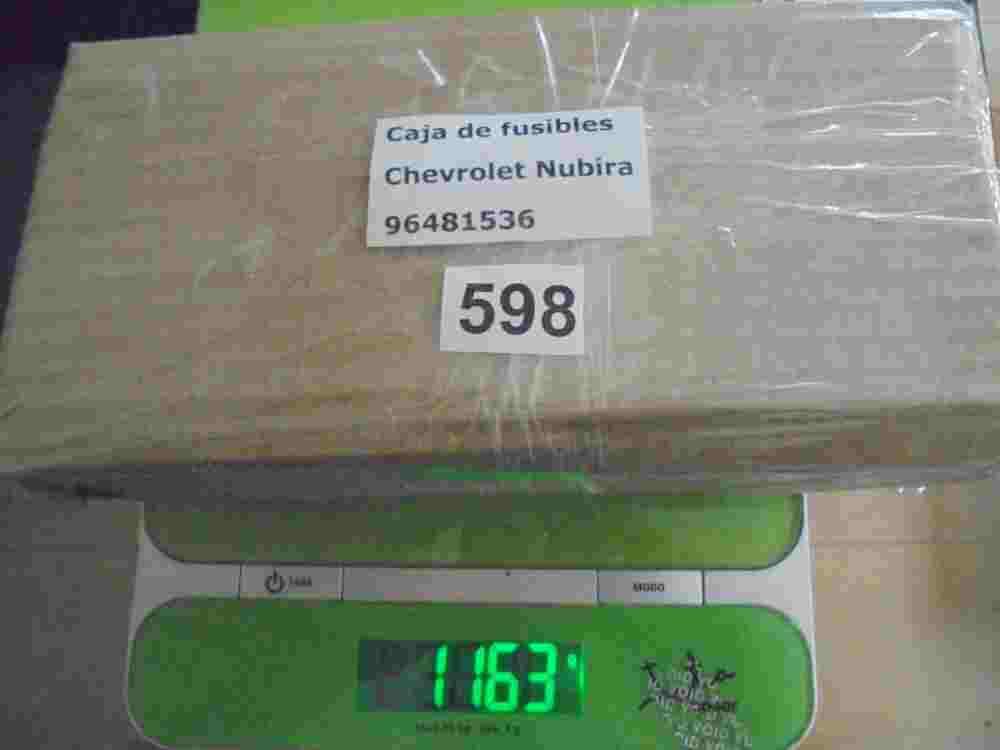 Caja de fusibles
Chevrolet Nubira
96481536
598
MODO
1163